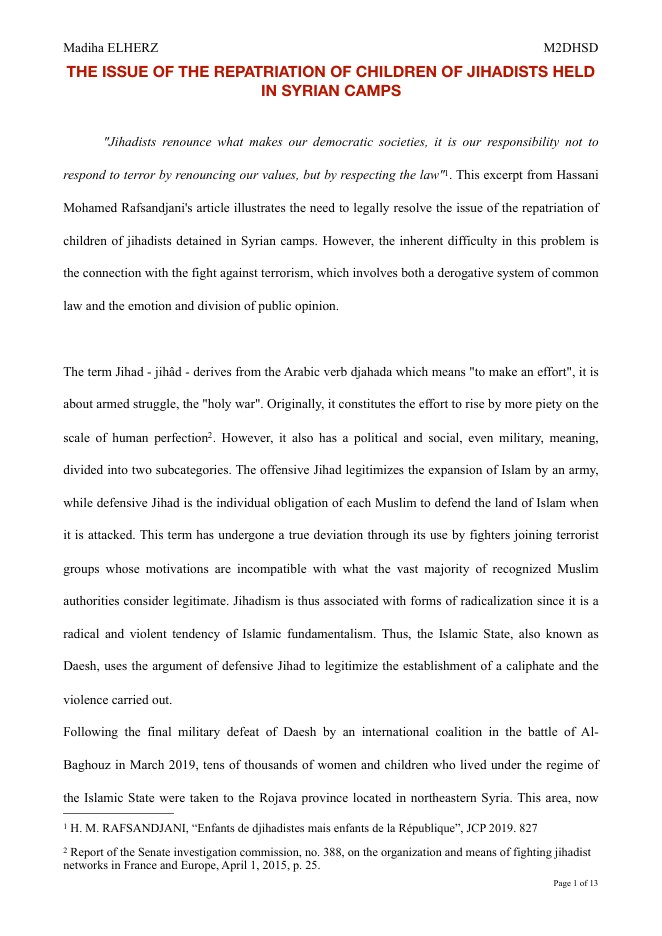 Madiha ELHERZ M2DHSD
THE ISSUE OF THE REPATRIATION OF CHILDREN OF JIHADISTS HELD
IN SYRIAN CAMPS
"Jihadists renounce what makes our democratic societies, it is our responsibility not to
respond to terror by renouncing our values, but by respecting the law"¹. This excerpt from Hassani
Mohamed Rafsandjani's article illustrates the need to legally resolve the issue of the repatriation of
children of jihadists detained in Syrian camps. However, the inherent difficulty in this problem is
the connection with the fight against terrorism, which involves both a derogative system of common
law and the emotion and division of public opinion.
The term Jihad - jihâd - derives from the Arabic verb djahada which means "to make an effort", it is
about armed struggle, the "holy war". Originally, it constitutes the effort to rise by more piety on the
scale of human perfection². However, it also has a political and social, even military, meaning,
divided into two subcategories. The offensive Jihad legitimizes the expansion of Islam by an army,
while defensive Jihad is the individual obligation of each Muslim to defend the land of Islam when
it is attacked. This term has undergone a true deviation through its use by fighters joining terrorist
groups whose motivations are incompatible with what the vast majority of recognized Muslim
authorities consider legitimate. Jihadism is thus associated with forms of radicalization since it is a
radical and violent tendency of Islamic fundamentalism. Thus, the Islamic State, also known as
Daesh, uses the argument of defensive Jihad to legitimize the establishment of a caliphate and the
violence carried out.
Following the final military defeat of Daesh by an international coalition in the battle of Al-
Baghouz in March 2019, tens of thousands of women and children who lived under the regime of
the Islamic State were taken to the Rojava province located in northeastern Syria. This area, now
¹ H. M. RAFSANDJANI, “Enfants de djihadistes mais enfants de la République”, JCP 2019. 827
² Report of the Senate investigation commission, no. 388, on the organization and means of fighting jihadist
networks in France and Europe, April 1, 2015, p. 25.
Page 1 of 13